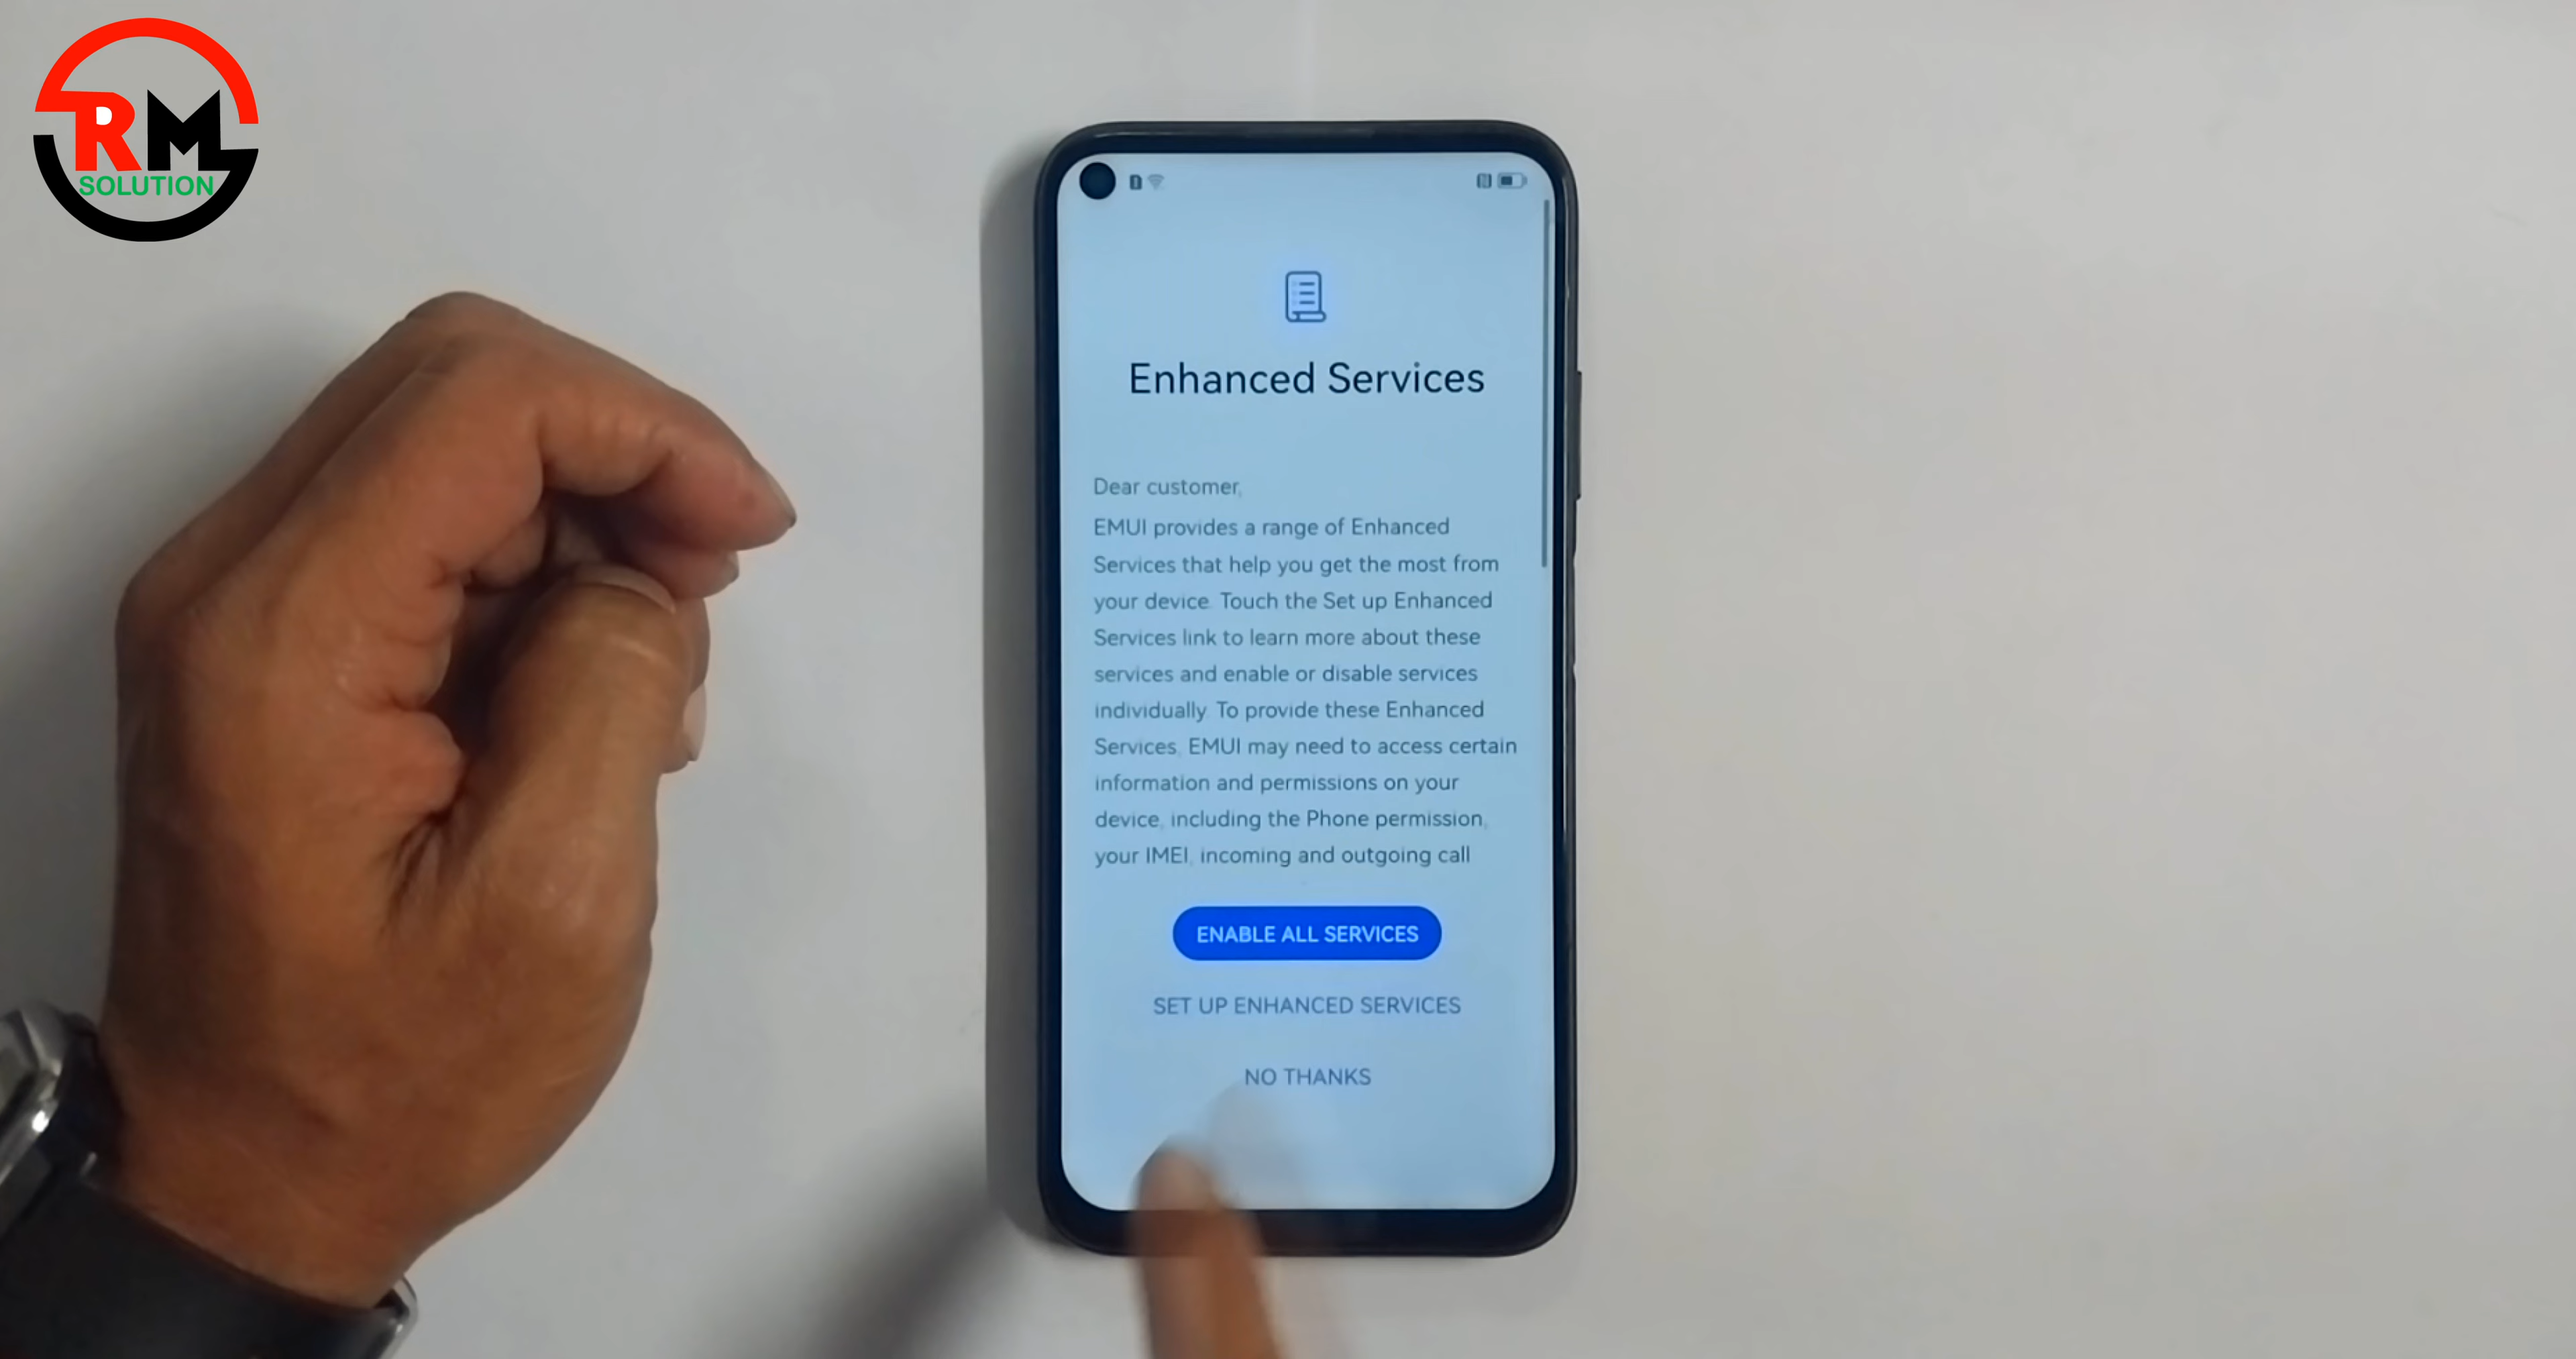 RM
SOLUTION
Enhanced Services
Dear customer,
EMUI provides a range of Enhanced
Services that help you get the most from
your device. Touch the Set up Enhanced
Services link to learn more about these
services and enable or disable services
individually. To provide these Enhanced
Services, EMUI may need to access certain
information and permissions on your
device, including the Phone permission,
your IMEI, incoming and outgoing call
ENABLE ALL SERVICES
SET UP ENHANCED SERVICES
NO THANKS